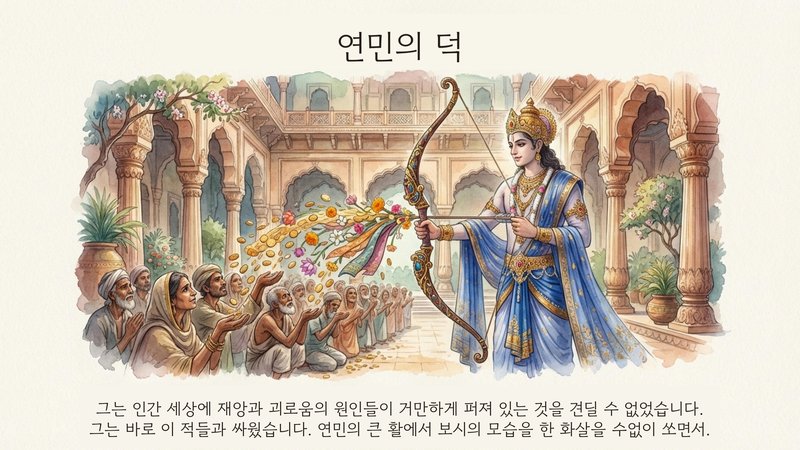 연민의 덕
그는 인간 세상에 재앙과 괴로움의 원인들이 거만하게 퍼져 있는 것을 견딜 수 없었습니다.
그는 바로 이 적들과 싸웠습니다. 연민의 큰 활에서 보시의 모습을 한 화살을 수없이 쏘면서.